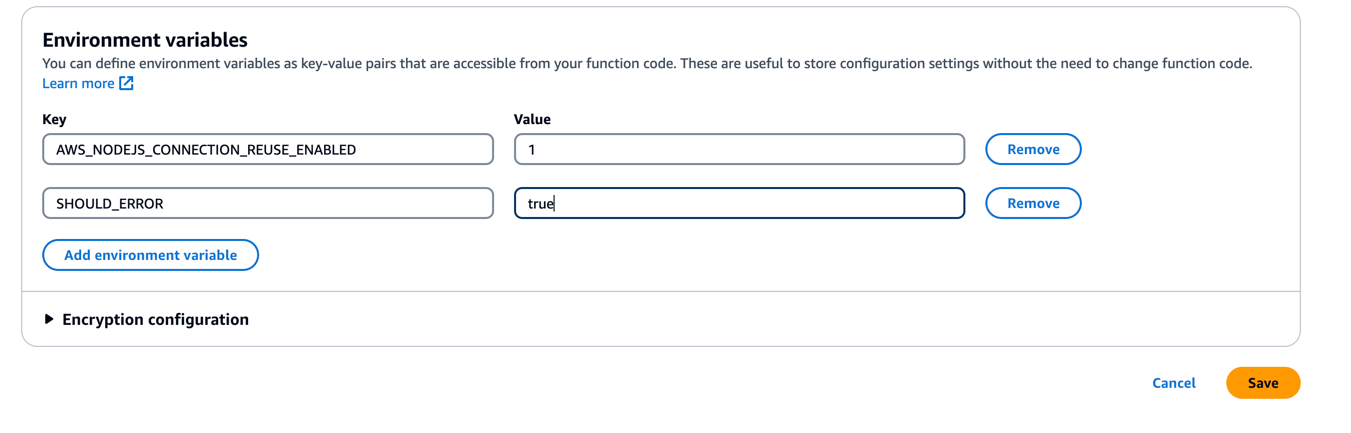 Environment variables
You can define environment variables as key-value pairs that are accessible from your function code. These are useful to store configuration settings without the need to change function code.
Learn more
Key Value
AWS_NODEJS_CONNECTION_REUSE_ENABLED 1 Remove
SHOULD_ERROR true Remove
Add environment variable
Encryption configuration
Cancel Save